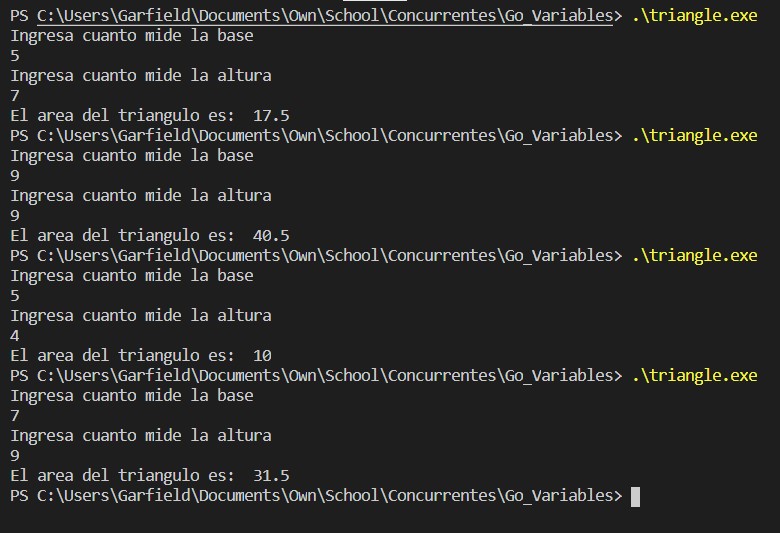 PS C:\Users\Garfield\Documents\Own\School\Concurrentes\Go_Variables> .\triangle.exe
Ingresa cuanto mide la base
5
Ingresa cuanto mide la altura
7
El area del triangulo es:  17.5
PS C:\Users\Garfield\Documents\Own\School\Concurrentes\Go_Variables> .\triangle.exe
Ingresa cuanto mide la base
9
Ingresa cuanto mide la altura
9
El area del triangulo es:  40.5
PS C:\Users\Garfield\Documents\Own\School\Concurrentes\Go_Variables> .\triangle.exe
Ingresa cuanto mide la base
5
Ingresa cuanto mide la altura
4
El area del triangulo es:  10
PS C:\Users\Garfield\Documents\Own\School\Concurrentes\Go_Variables> .\triangle.exe
Ingresa cuanto mide la base
7
Ingresa cuanto mide la altura
9
El area del triangulo es:  31.5
PS C:\Users\Garfield\Documents\Own\School\Concurrentes\Go_Variables>